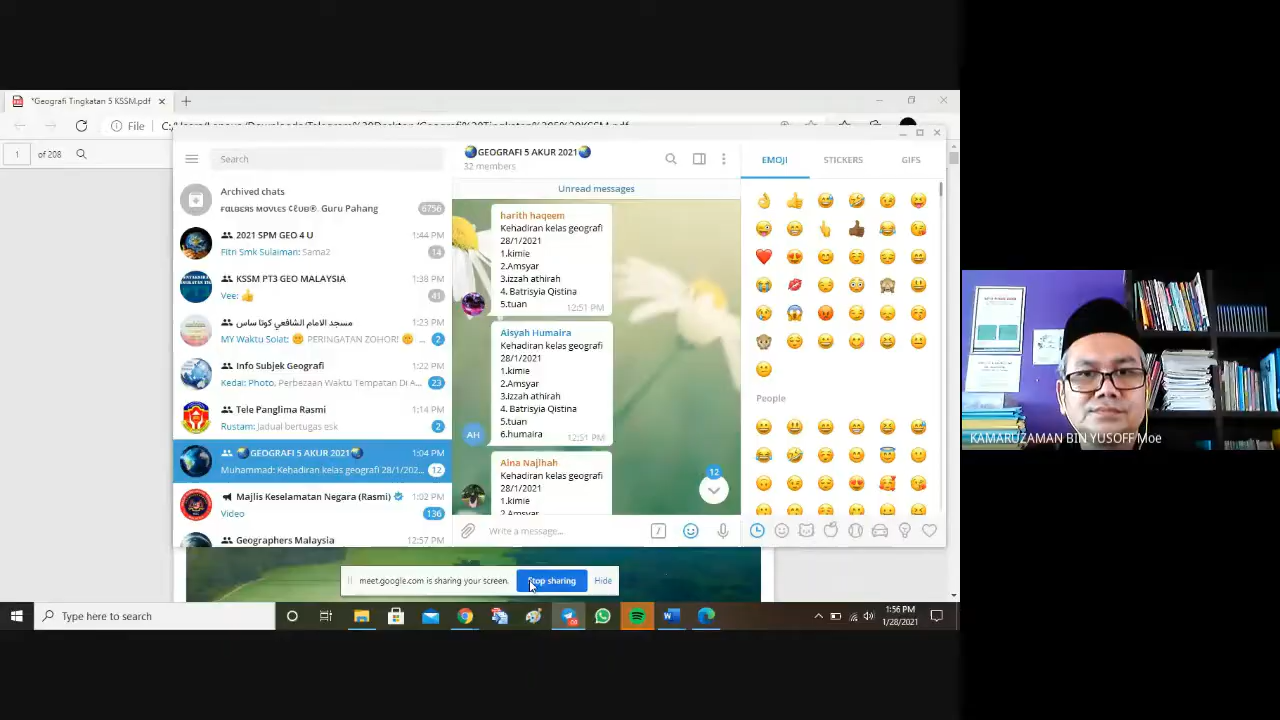 *Geografi Tingkatan 5 KSSM.pdf
File
1 of 208
Search
Archived chats
Guru Pahang
6756
2021 SPM GEO 4 U 1:44 PM
Fitri Smk Sulaiman: Sama2 14
KSSM PT3 GEO MALAYSIA 1:38 PM
Vee: 👍 41
مسجد الامام الشافعي كوتا ساس 1:23 PM
MY Waktu Solat: 🤫 PERINGATAN ZOHOR! 🤫 ... 2
Info Subjek Geografi 1:22 PM
Kedai: Photo, Perbezaan Waktu Tempatan Di A... 23
Tele Panglima Rasmi 1:14 PM
Rustam: Jadual bertugas esk 2
🌏GEOGRAFI 5 AKUR 2021🌏 1:04 PM
Muhammad: Kehadiran kelas geografi 28/1/202... 12
Majlis Keselamatan Negara (Rasmi) 1:02 PM
Video 136
Geographers Malaysia 12:57 PM
🌏GEOGRAFI 5 AKUR 2021🌏
32 members
Unread messages
harith haqeem
Kehadiran kelas geografi
28/1/2021
1.kimie
2.Amsyar
3.izzah athirah
4. Batrisyia Qistina
5.tuan
12:51 PM
Aisyah Humaira
Kehadiran kelas geografi
28/1/2021
1.kimie
2.Amsyar
3.izzah athirah
4. Batrisyia Qistina
5.tuan
6.humaira 12:51 PM
AH
Aina Najihah
Kehadiran kelas geografi
28/1/2021
1.kimie
2.Amsyar
12
Write a message...
EMOJI STICKERS GIFS
People
meet.google.com is sharing your screen. Stop sharing Hide
Type here to search
1:56 PM
1/28/2021
KAMARUZAMAN BIN YUSOFF Moe